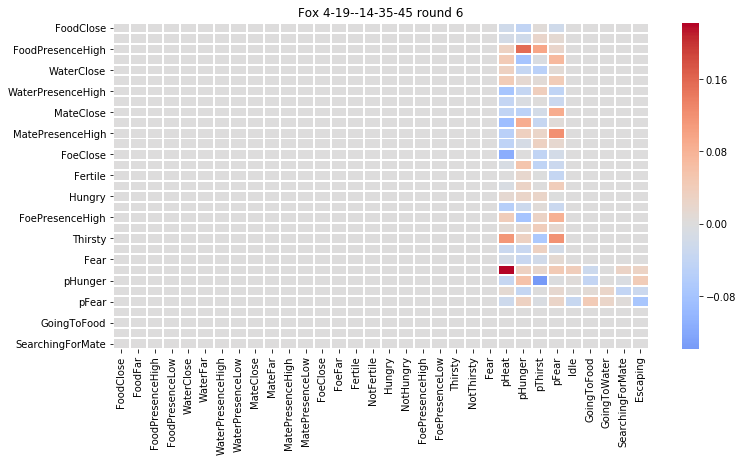 Fox 4-19--14-35-45 round 6
FoodClose
FoodPresenceHigh
WaterClose
WaterPresenceHigh
MateClose
MatePresenceHigh
FoeClose
Fertile
Hungry
FoePresenceHigh
Thirsty
Fear
pHunger
pFear
GoingToFood
SearchingForMate
0.16
0.08
0.00
−0.08
FoodClose
FoodFar
FoodPresenceHigh
FoodPresenceLow
WaterClose
WaterFar
WaterPresenceHigh
WaterPresenceLow
MateClose
MateFar
MatePresenceHigh
MatePresenceLow
FoeClose
FoeFar
Fertile
NotFertile
Hungry
NotHungry
FoePresenceHigh
FoePresenceLow
Thirsty
NotThirsty
Fear
pHeat
pHunger
pThirst
pFear
Idle
GoingToFood
GoingToWater
SearchingForMate
Escaping